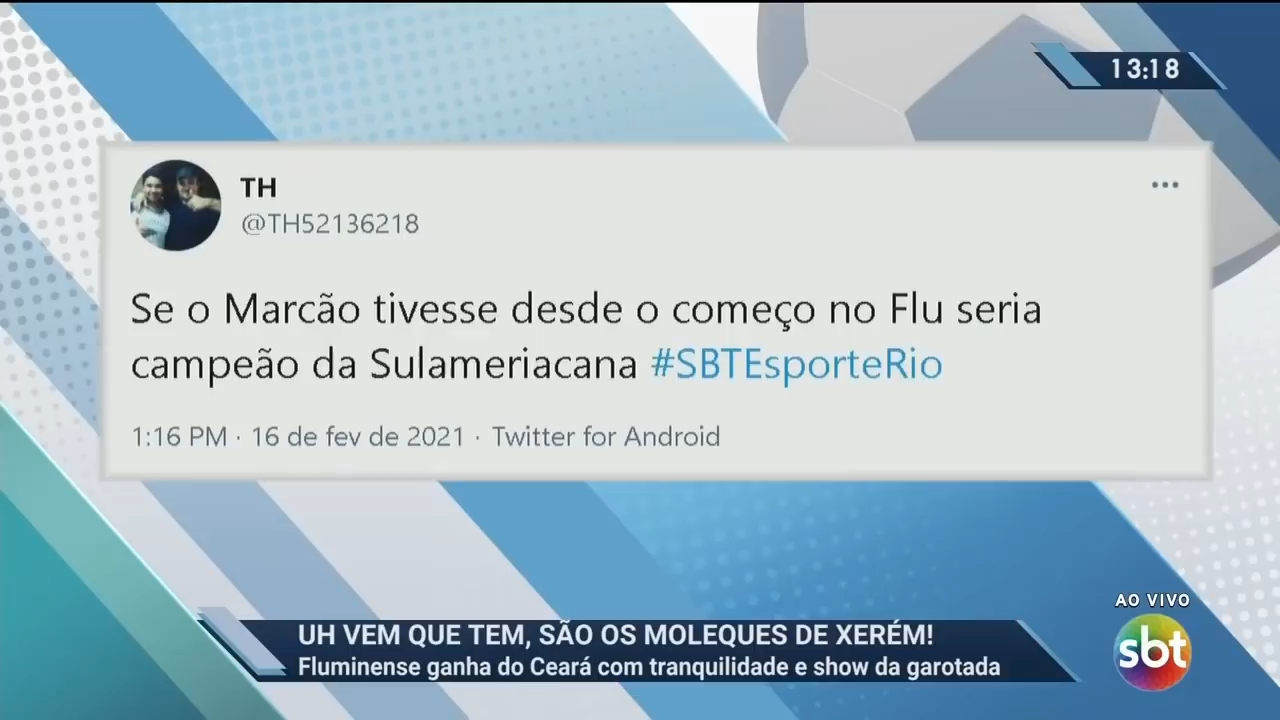 13:18
TH
@TH52136218
Se o Marcão tivesse desde o começo no Flu seria
campeão da Sulameriacana #SBTEsporteRio
1:16 PM · 16 de fev de 2021 · Twitter for Android
AO VIVO
UH VEM QUE TEM, SÃO OS MOLEQUES DE XERÉM!
Fluminense ganha do Ceará com tranquilidade e show da garotada
sbt